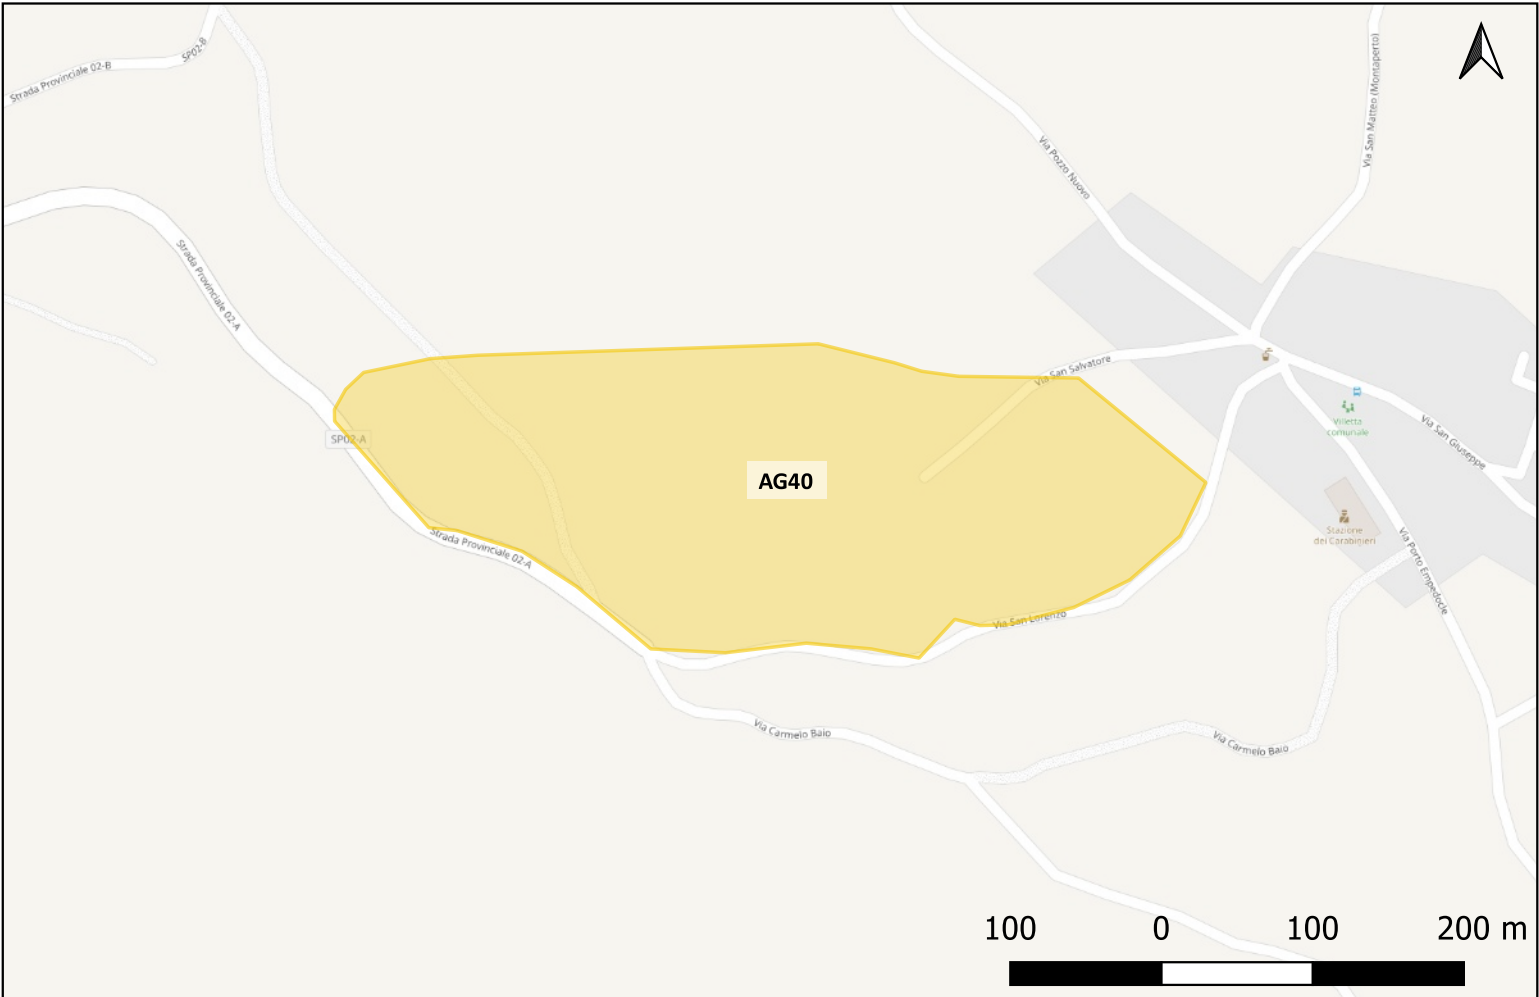 SP02-B
Strada Provinciale 02-B
Via San Matteo (Montaperto)
Via Pozzo Nuovo
Strada Provinciale 02-A
Via San Salvatore
SP02-A
Villetta
comunale
Via San Giuseppe
AG40
Stazione
dei Carabinieri
Strada Provinciale 02-A
Via Porto Empedocle
Via San Lorenzo
Via Carmelo Baio
Via Carmelo Baio
100 0 100 200 m